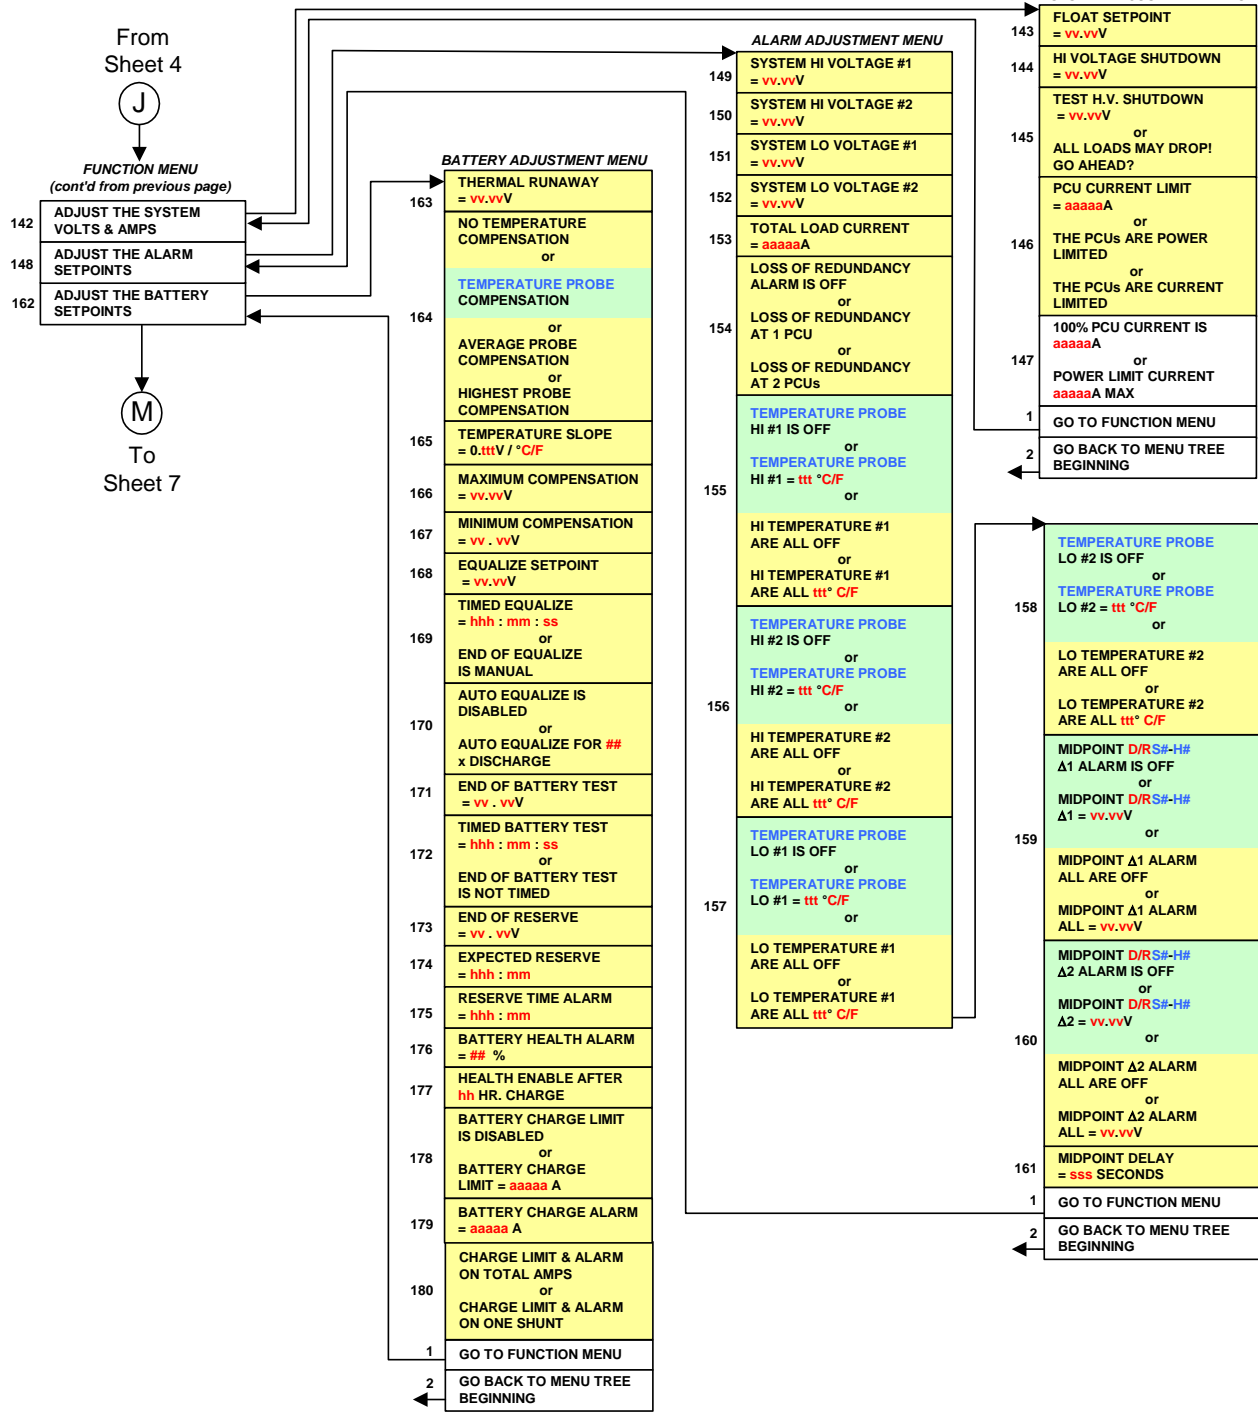 From
Sheet 4
J
FUNCTION MENU
(cont'd from previous page)
142
ADJUST THE SYSTEM
VOLTS & AMPS
148
ADJUST THE ALARM
SETPOINTS
162
ADJUST THE BATTERY
SETPOINTS
M
To
Sheet 7
BATTERY ADJUSTMENT MENU
163
THERMAL RUNAWAY
= vv.vvV
164
NO TEMPERATURE
COMPENSATION
or
TEMPERATURE PROBE
COMPENSATION
or
AVERAGE PROBE
COMPENSATION
or
HIGHEST PROBE
COMPENSATION
165
TEMPERATURE SLOPE
= 0.tttV / °C/F
166
MAXIMUM COMPENSATION
= vv.vvV
167
MINIMUM COMPENSATION
= vv . vvV
168
EQUALIZE SETPOINT
= vv.vvV
169
TIMED EQUALIZE
= hhh : mm : ss
or
END OF EQUALIZE
IS MANUAL
170
AUTO EQUALIZE IS
DISABLED
or
AUTO EQUALIZE FOR ##
x DISCHARGE
171
END OF BATTERY TEST
= vv . vvV
172
TIMED BATTERY TEST
= hhh : mm : ss
or
END OF BATTERY TEST
IS NOT TIMED
173
END OF RESERVE
= vv . vvV
174
EXPECTED RESERVE
= hhh : mm
175
RESERVE TIME ALARM
= hhh : mm
176
BATTERY HEALTH ALARM
= ## %
177
HEALTH ENABLE AFTER
hh HR. CHARGE
178
BATTERY CHARGE LIMIT
IS DISABLED
or
BATTERY CHARGE
LIMIT = aaaaa A
179
BATTERY CHARGE ALARM
= aaaaa A
180
CHARGE LIMIT & ALARM
ON TOTAL AMPS
or
CHARGE LIMIT & ALARM
ON ONE SHUNT
1
GO TO FUNCTION MENU
2
GO BACK TO MENU TREE
BEGINNING
ALARM ADJUSTMENT MENU
149
SYSTEM HI VOLTAGE #1
= vv.vvV
150
SYSTEM HI VOLTAGE #2
= vv.vvV
151
SYSTEM LO VOLTAGE #1
= vv.vvV
152
SYSTEM LO VOLTAGE #2
= vv.vvV
153
TOTAL LOAD CURRENT
= aaaaaA
154
LOSS OF REDUNDANCY
ALARM IS OFF
or
LOSS OF REDUNDANCY
AT 1 PCU
or
LOSS OF REDUNDANCY
AT 2 PCUs
155
TEMPERATURE PROBE
HI #1 IS OFF
or
TEMPERATURE PROBE
HI #1 = ttt °C/F
or
HI TEMPERATURE #1
ARE ALL OFF
or
HI TEMPERATURE #1
ARE ALL ttt° C/F
156
TEMPERATURE PROBE
HI #2 IS OFF
or
TEMPERATURE PROBE
HI #2 = ttt °C/F
or
HI TEMPERATURE #2
ARE ALL OFF
or
HI TEMPERATURE #2
ARE ALL ttt° C/F
157
TEMPERATURE PROBE
LO #1 IS OFF
or
TEMPERATURE PROBE
LO #1 = ttt °C/F
or
LO TEMPERATURE #1
ARE ALL OFF
or
LO TEMPERATURE #1
ARE ALL ttt° C/F
143
FLOAT SETPOINT
= vv.vvV
144
HI VOLTAGE SHUTDOWN
= vv.vvV
145
TEST H.V. SHUTDOWN
= vv.vvV
or
ALL LOADS MAY DROP!
GO AHEAD?
146
PCU CURRENT LIMIT
= aaaaaA
or
THE PCUs ARE POWER
LIMITED
or
THE PCUs ARE CURRENT
LIMITED
147
100% PCU CURRENT IS
aaaaaA
or
POWER LIMIT CURRENT
aaaaaA MAX
1
GO TO FUNCTION MENU
2
GO BACK TO MENU TREE
BEGINNING
158
TEMPERATURE PROBE
LO #2 IS OFF
or
TEMPERATURE PROBE
LO #2 = ttt °C/F
or
LO TEMPERATURE #2
ARE ALL OFF
or
LO TEMPERATURE #2
ARE ALL ttt° C/F
159
MIDPOINT D/RS#-H#
Δ1 ALARM IS OFF
or
MIDPOINT D/RS#-H#
Δ1 = vv.vvV
or
MIDPOINT Δ1 ALARM
ALL ARE OFF
or
MIDPOINT Δ1 ALARM
ALL = vv.vvV
160
MIDPOINT D/RS#-H#
Δ2 ALARM IS OFF
or
MIDPOINT D/RS#-H#
Δ2 = vv.vvV
or
MIDPOINT Δ2 ALARM
ALL ARE OFF
or
MIDPOINT Δ2 ALARM
ALL = vv.vvV
161
MIDPOINT DELAY
= sss SECONDS
1
GO TO FUNCTION MENU
2
GO BACK TO MENU TREE
BEGINNING